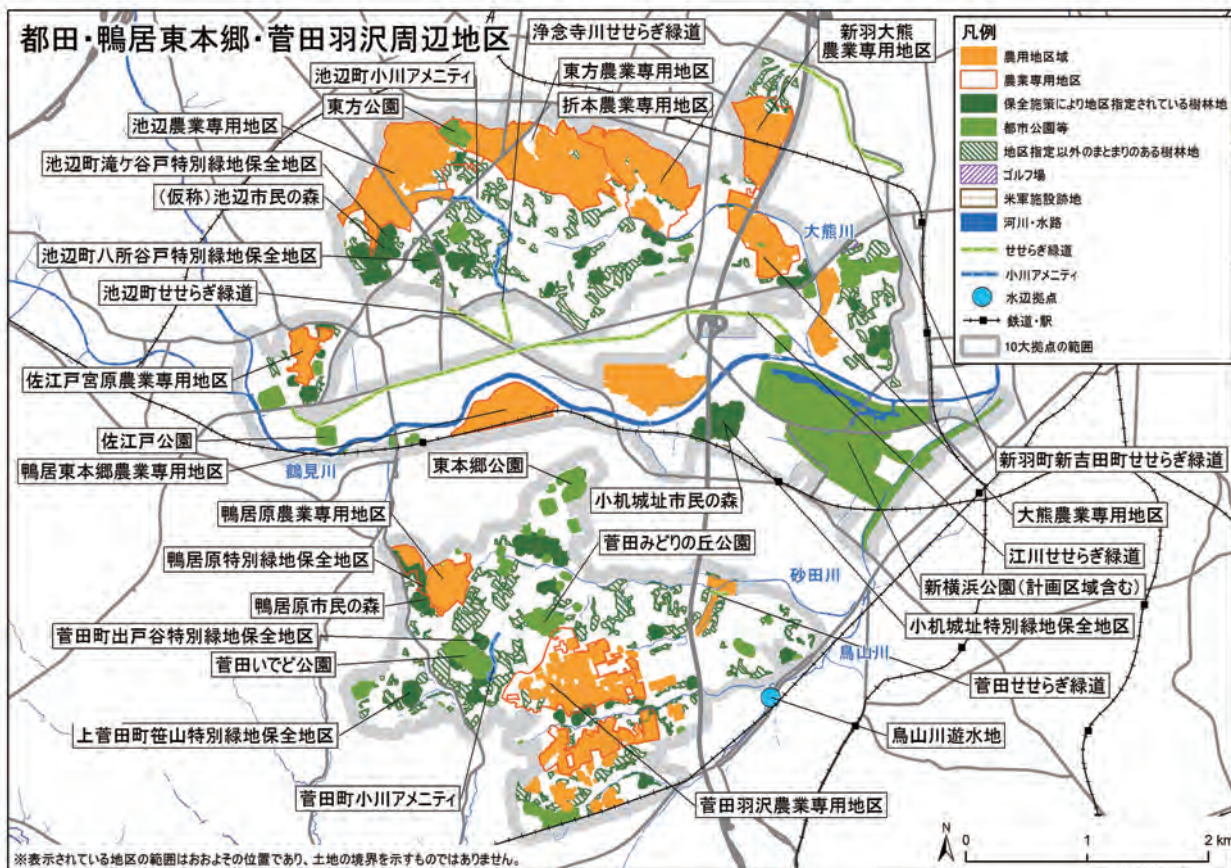 都田・鴨居東本郷・菅田羽沢周辺地区
浄念寺川せせらぎ緑道
新羽大熊
農業専用地区
池辺町小川アメニティ
東方農業専用地区
東方公園
折本農業専用地区
池辺農業専用地区
池辺町滝ケ谷戸特別緑地保全地区
(仮称)池辺市民の森
池辺町八所谷戸特別緑地保全地区
池辺町せせらぎ緑道
大熊川
佐江戸宮原農業専用地区
佐江戸公園
鴨居東本郷農業専用地区
鶴見川
東本郷公園
小机城址市民の森
新羽町新吉田町せせらぎ緑道
大熊農業専用地区
江川せせらぎ緑道
新横浜公園(計画区域含む)
小机城址特別緑地保全地区
鴨居原農業専用地区
鴨居原特別緑地保全地区
菅田みどりの丘公園
砂田川
鴨居原市民の森
菅田町出戸谷特別緑地保全地区
菅田いでど公園
鳥山川
菅田せせらぎ緑道
上菅田町笹山特別緑地保全地区
鳥山川遊水地
菅田町小川アメニティ
菅田羽沢農業専用地区
凡例
農用地区域
農業専用地区
保全施策により地区指定されている樹林地
都市公園等
地区指定以外のまとまりのある樹林地
ゴルフ場
米軍施設跡地
河川・水路
せせらぎ緑道
小川アメニティ
水辺拠点
鉄道・駅
10大拠点の範囲
N
0 1 2 km
※表示されている地区の範囲はおおよその位置であり、土地の境界を示すものではありません。